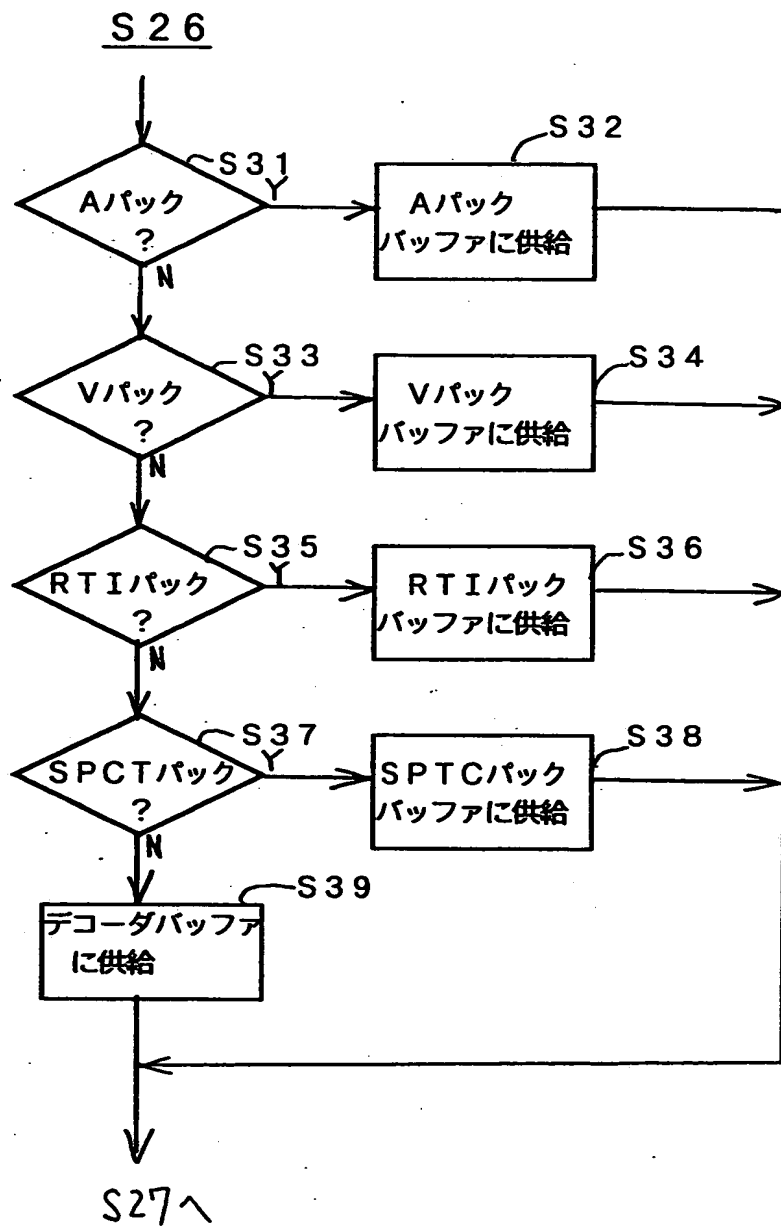 S26
S31
Y
Aパック
?
N
S32
Aパック
バッファに供給
S33
Y
Vパック
?
N
S34
Vパック
バッファに供給
S35
Y
RTIパック
?
N
S36
RTIパック
バッファに供給
S37
Y
SPCTパック
?
N
S38
SPTCパック
バッファに供給
S39
デコーダバッファ
に供給
S27へ